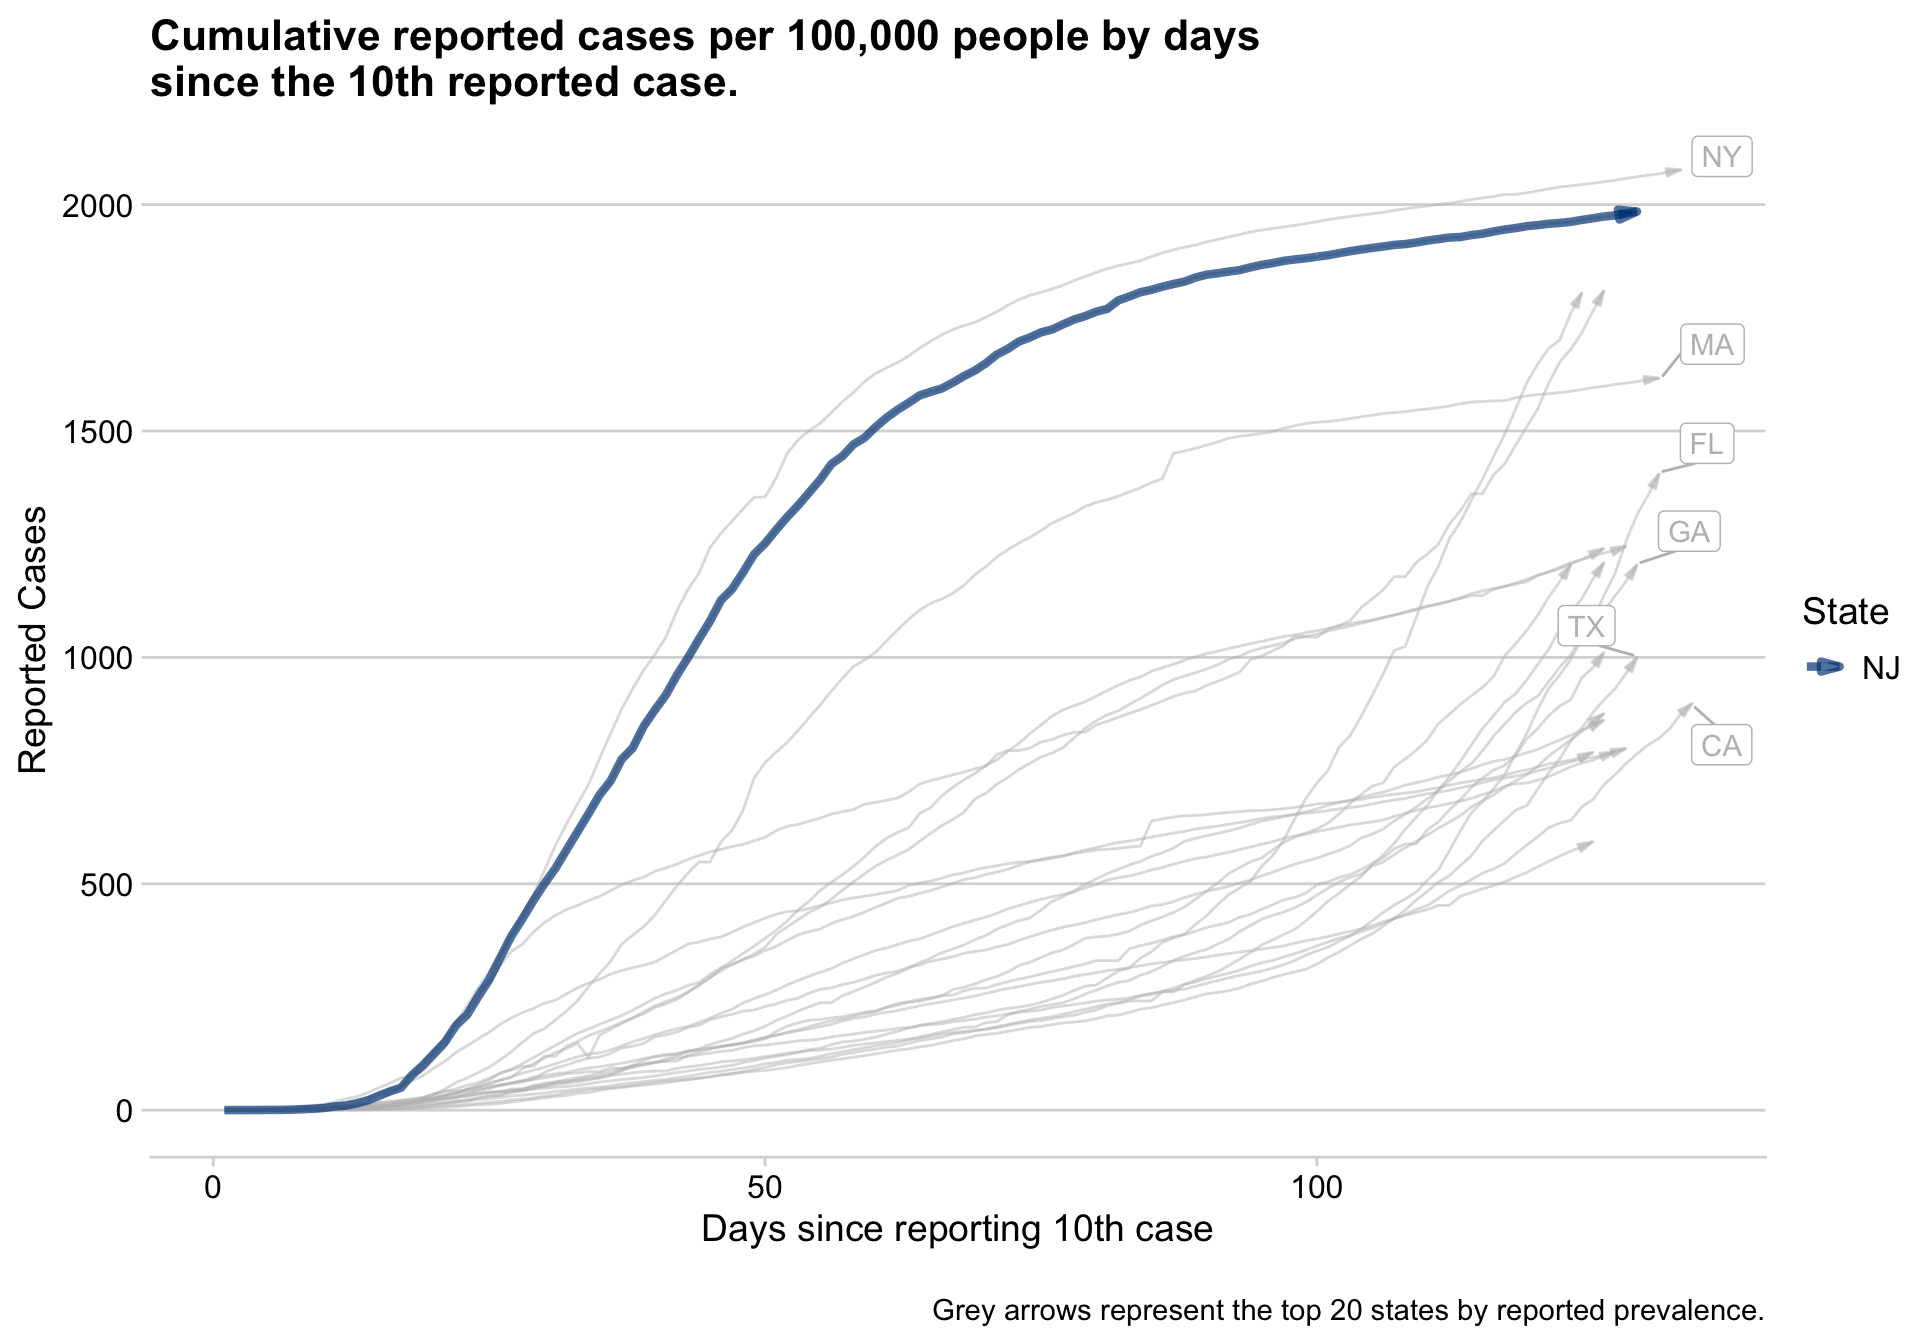 Cumulative reported cases per 100,000 people by days
since the 10th reported case.
NY
2000
MA
1500
FL
GA
TX
1000
CA
500
0
Reported Cases
State
NJ
0
50
100
Days since reporting 10th case
Grey arrows represent the top 20 states by reported prevalence.